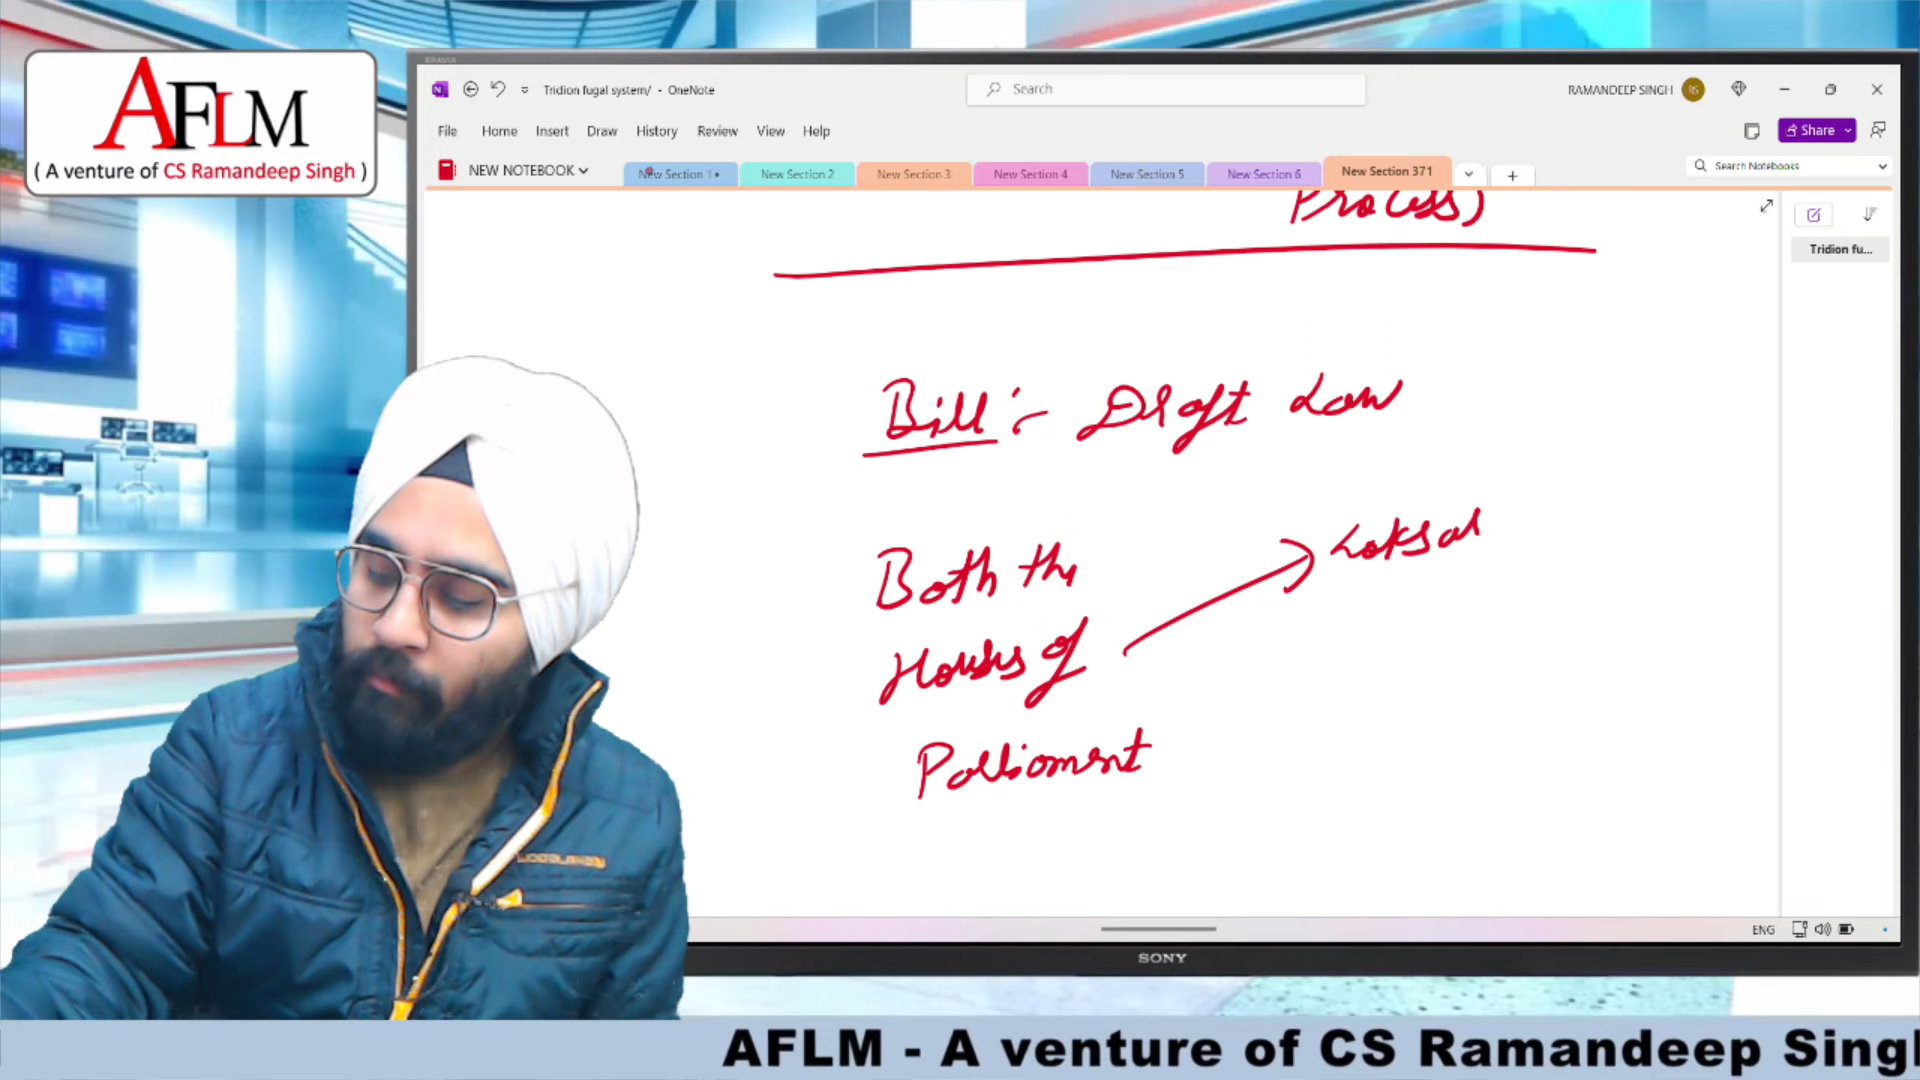 BRAVIA
AFLM
( A venture of CS Ramandeep Singh )
Tridion fugal system/ - OneNote
Search
RAMANDEEP SINGH
RS
File Home Insert Draw History Review View Help
Share
NEW NOTEBOOK
New Section 1
New Section 2
New Section 3
New Section 4
New Section 5
New Section 6
New Section 371
Search Notebooks
Tridion fu...
Process)
Bill :- Draft Law
Both the
Houses of
Parliament
Loksa
ENG
SONY
AFLM - A venture of CS Ramandeep Singh